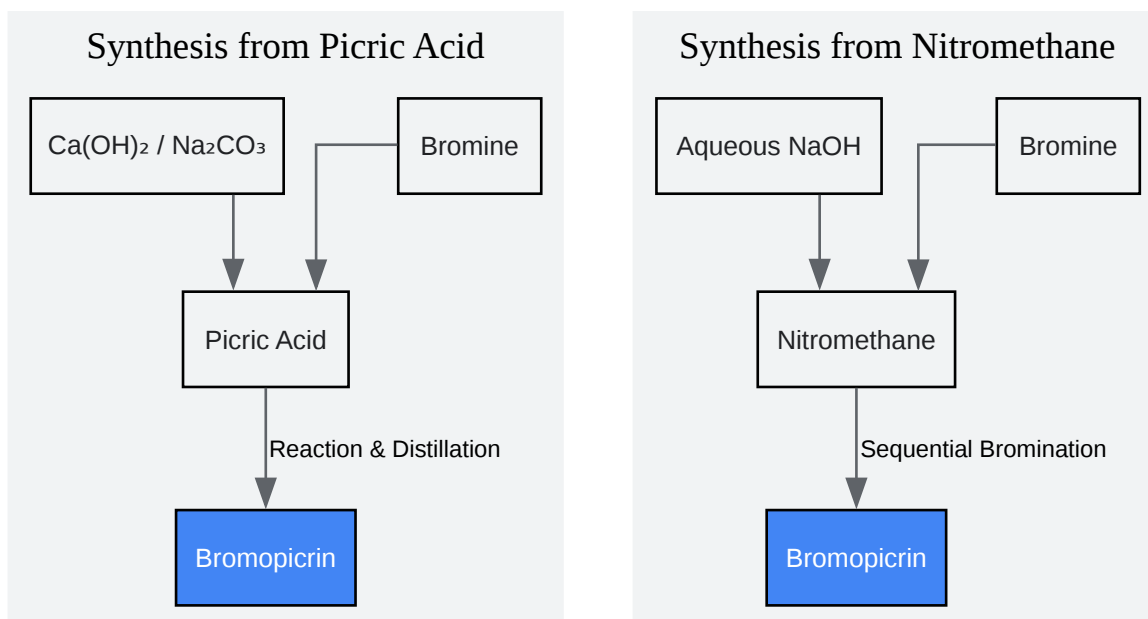 Synthesis from Picric Acid
Ca(OH)₂ / Na₂CO₃
Bromine
Picric Acid
Reaction & Distillation
Bromopicrin
Synthesis from Nitromethane
Aqueous NaOH
Bromine
Nitromethane
Sequential Bromination
Bromopicrin